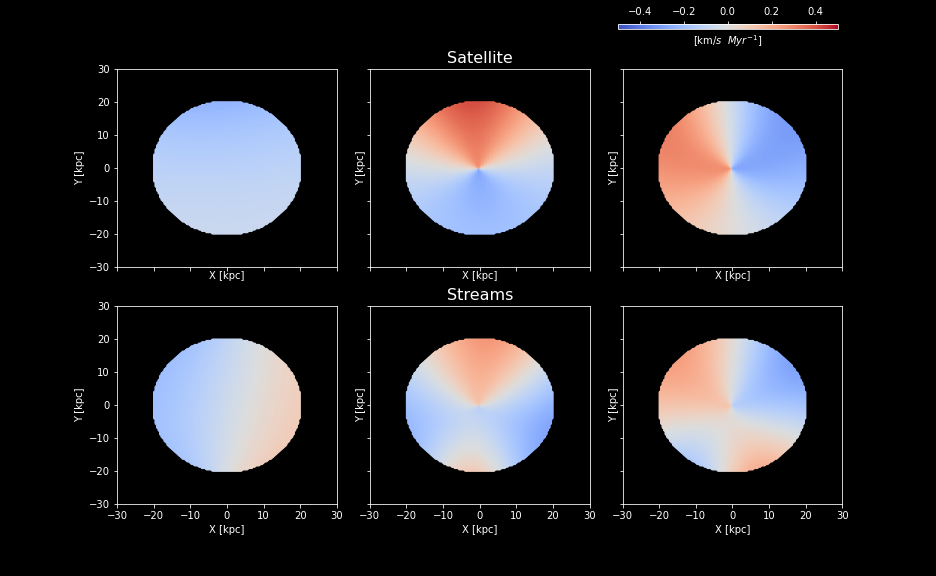 −0.4 −0.2 0.0 0.2 0.4
[km/s Myr⁻¹]
Satellite
30
20
10
0
−10
−20
−30
Y [kpc]
Y [kpc]
Y [kpc]
X [kpc] X [kpc] X [kpc]
Streams
30
20
10
0
−10
−20
−30
Y [kpc]
Y [kpc]
Y [kpc]
−30 −20 −10 0 10 20 30 −30 −20 −10 0 10 20 30 −30 −20 −10 0 10 20 30
X [kpc] X [kpc] X [kpc]